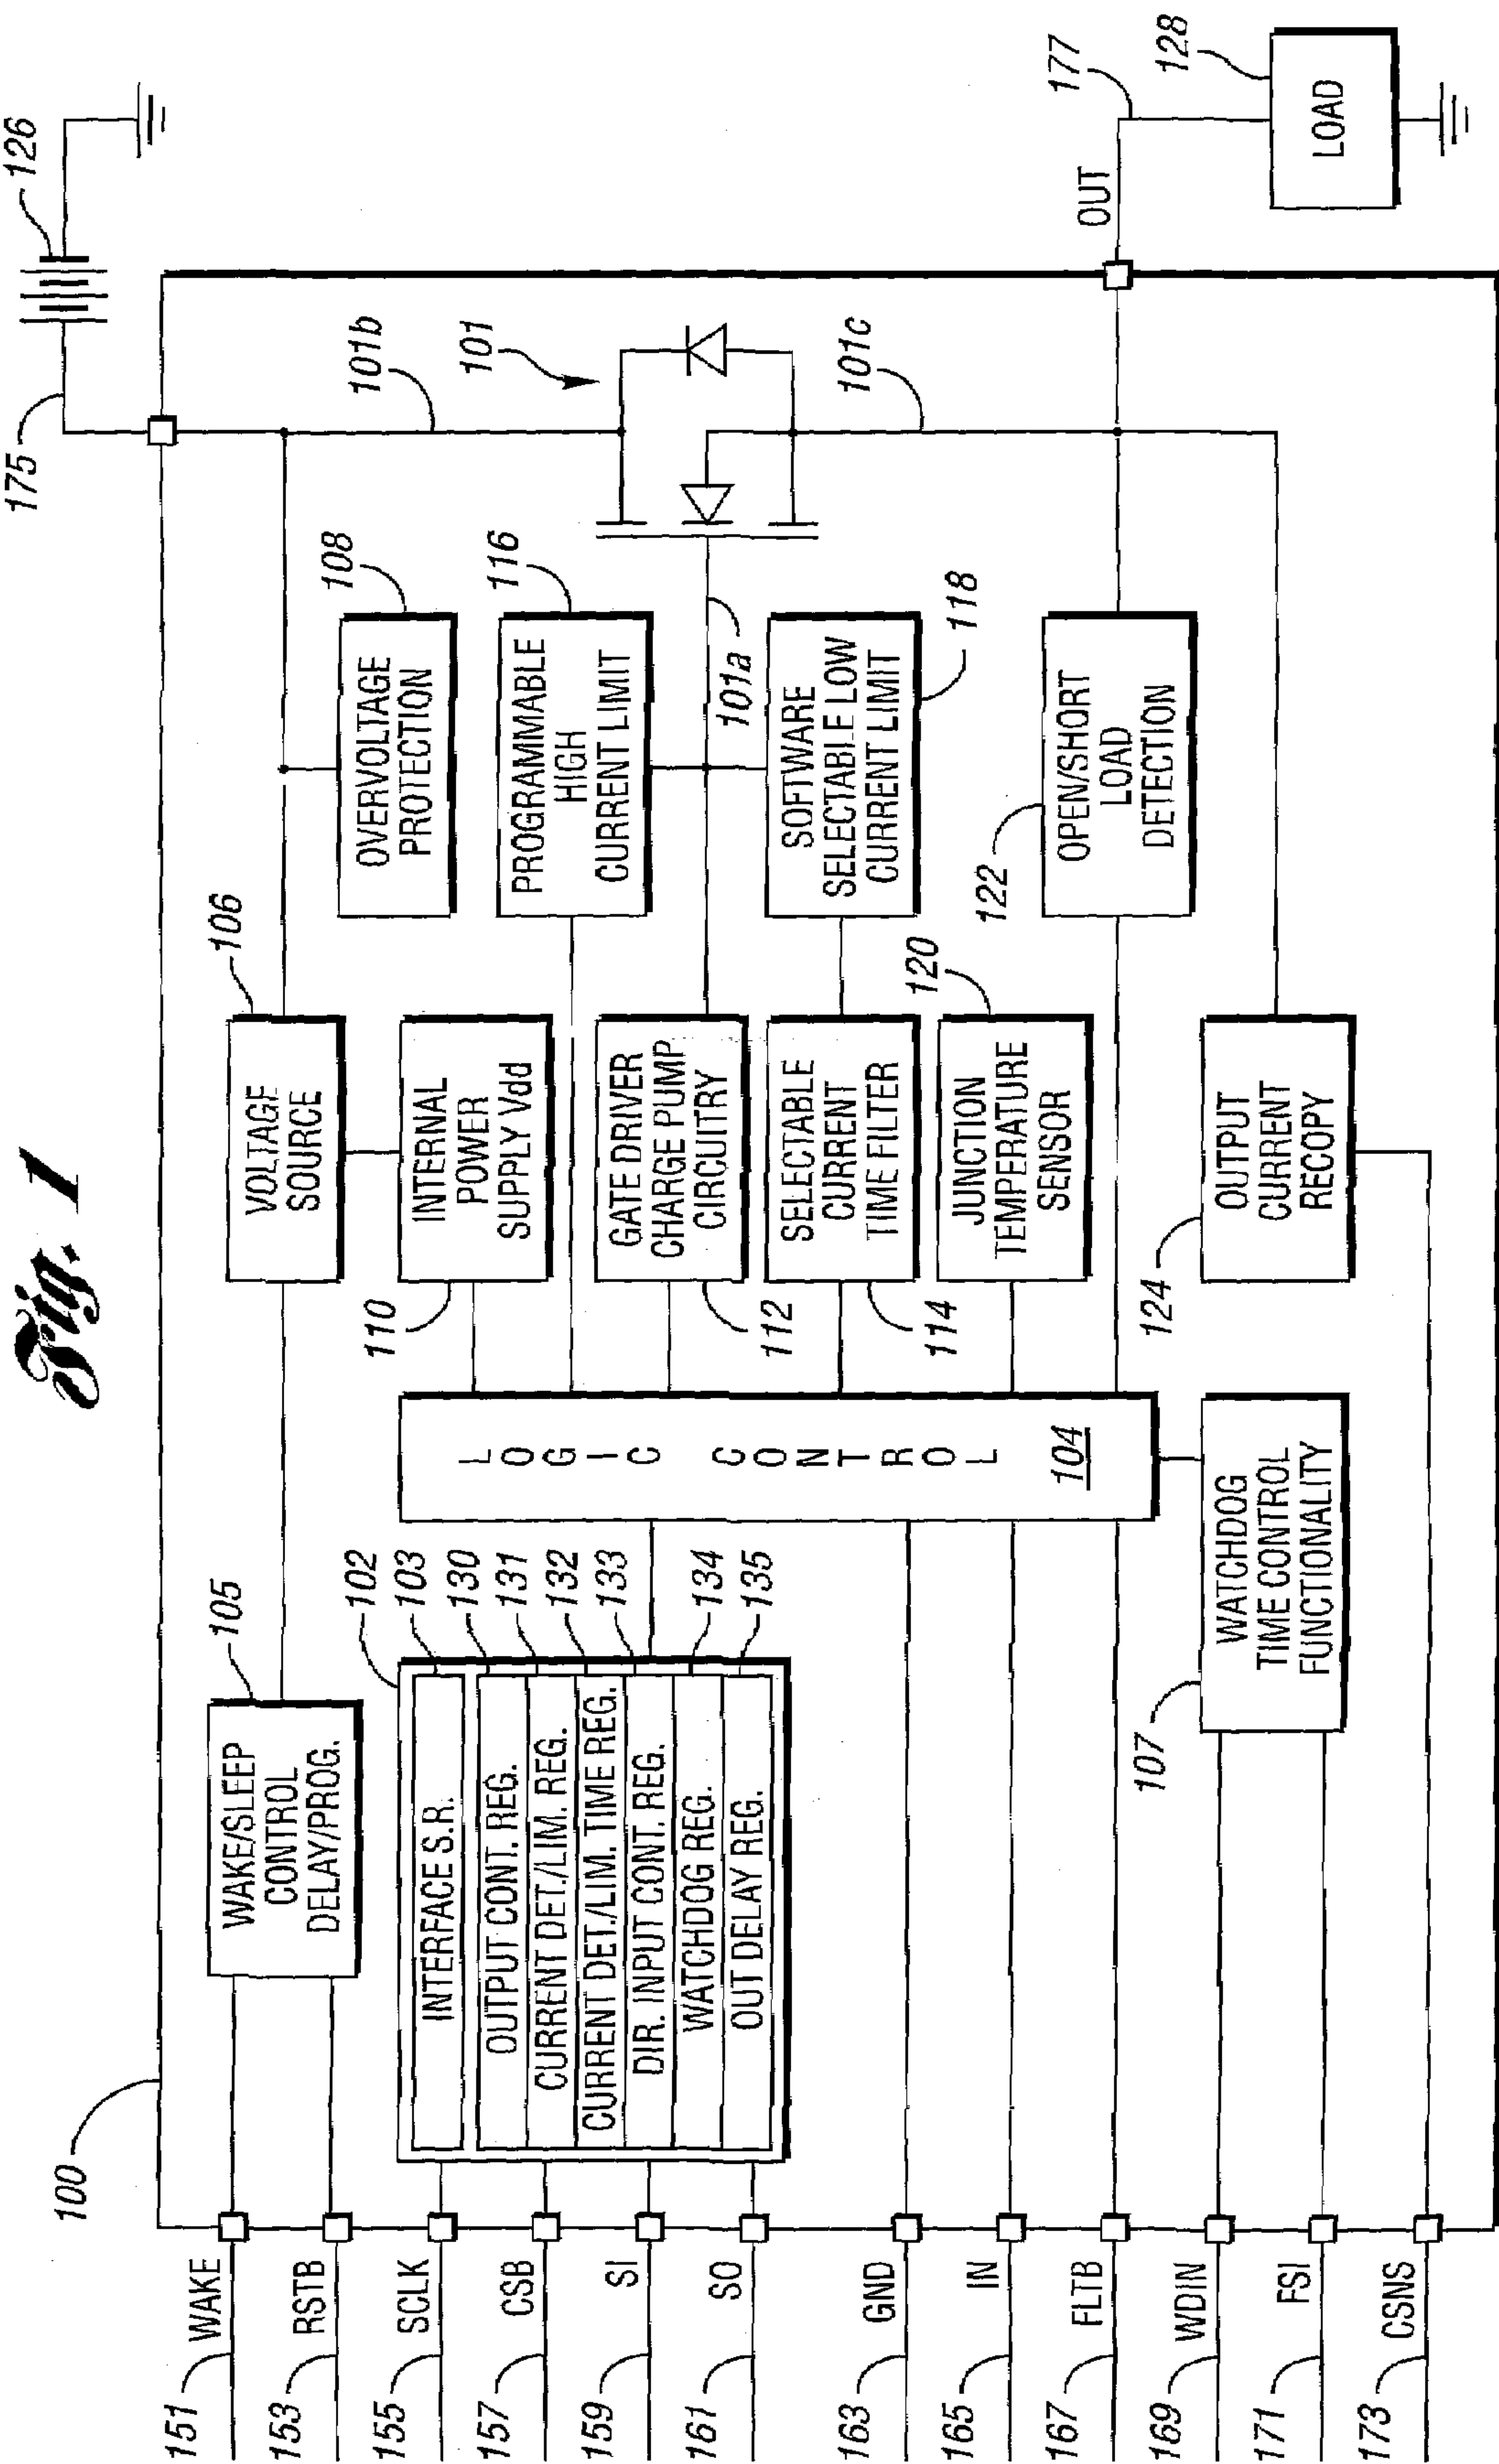 Fig. 1
100
175
126
WAKE
151
RSTB
153
SCLK
155
CSB
157
SI
159
SO
161
GND
163
IN
165
FLTB
167
WDIN
169
FSI
171
CSNS
173
WAKE/SLEEP
CONTROL
DELAY/PROG.
105
102
103
130
131
132
133
134
135
INTERFACE S.R.
OUTPUT CONT. REG.
CURRENT DET./LIM. REG.
CURRENT DET./LIM. TIME REG.
DIR. INPUT CONT. REG.
WATCHDOG REG.
OUT DELAY REG.
LOGIC CONTROL
104
WATCHDOG
TIME CONTROL
FUNCTIONALITY
107
VOLTAGE
SOURCE
106
INTERNAL
POWER
SUPPLY Vdd
110
GATE DRIVER
CHARGE PUMP
CIRCUITRY
112
SELECTABLE
CURRENT
TIME FILTER
114
JUNCTION
TEMPERATURE
SENSOR
120
OUTPUT
CURRENT
RECOPY
124
OVERVOLTAGE
PROTECTION
108
PROGRAMMABLE
HIGH
CURRENT LIMIT
116
SOFTWARE
SELECTABLE LOW
CURRENT LIMIT
118
OPEN/SHORT
LOAD
DETECTION
122
101a
101b
101
101c
OUT
177
128
LOAD